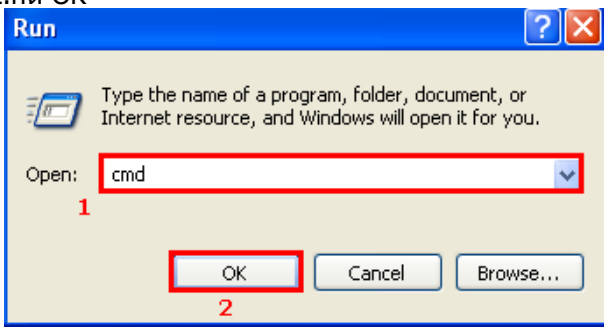 Run
Type the name of a program, folder, document, or
Internet resource, and Windows will open it for you.
Open: cmd
1
OK Cancel Browse...
2